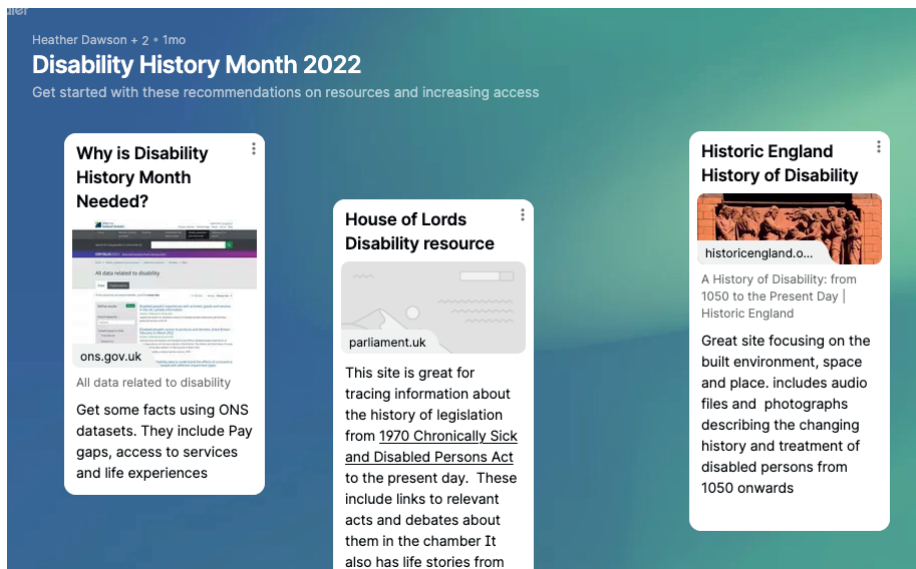 Heather Dawson + 2 • 1mo
Disability History Month 2022
Get started with these recommendations on resources and increasing access
Why is Disability
History Month
Needed?
All data related to disability
ons.gov.uk
All data related to disability
Get some facts using ONS
datasets. They include Pay
gaps, access to services
and life experiences
House of Lords
Disability resource
parliament.uk
This site is great for
tracing information about
the history of legislation
from 1970 Chronically Sick
and Disabled Persons Act
to the present day.  These
include links to relevant
acts and debates about
them in the chamber It
also has life stories from
Historic England
History of Disability
historicengland.o...
A History of Disability: from
1050 to the Present Day |
Historic England
Great site focusing on the
built environment, space
and place. includes audio
files and  photographs
describing the changing
history and treatment of
disabled persons from
1050 onwards